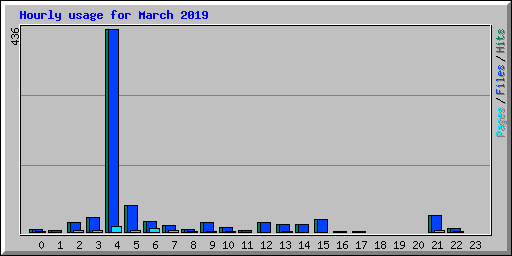 Hourly usage for March 2019
436
Pages/Files/Hits
0 1 2 3 4 5 6 7 8 9 10 11 12 13 14 15 16 17 18 19 20 21 22 23